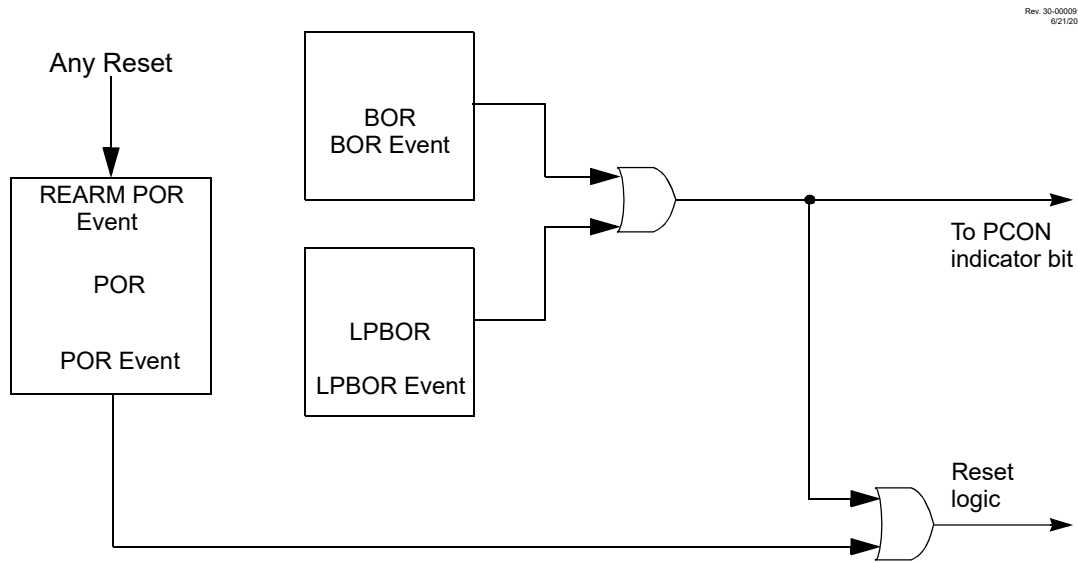 Rev. 30-00009
6/21/20
Any Reset
REARM POR
Event
POR
POR Event
BOR
BOR Event
LPBOR
LPBOR Event
To PCON
indicator bit
Reset
logic